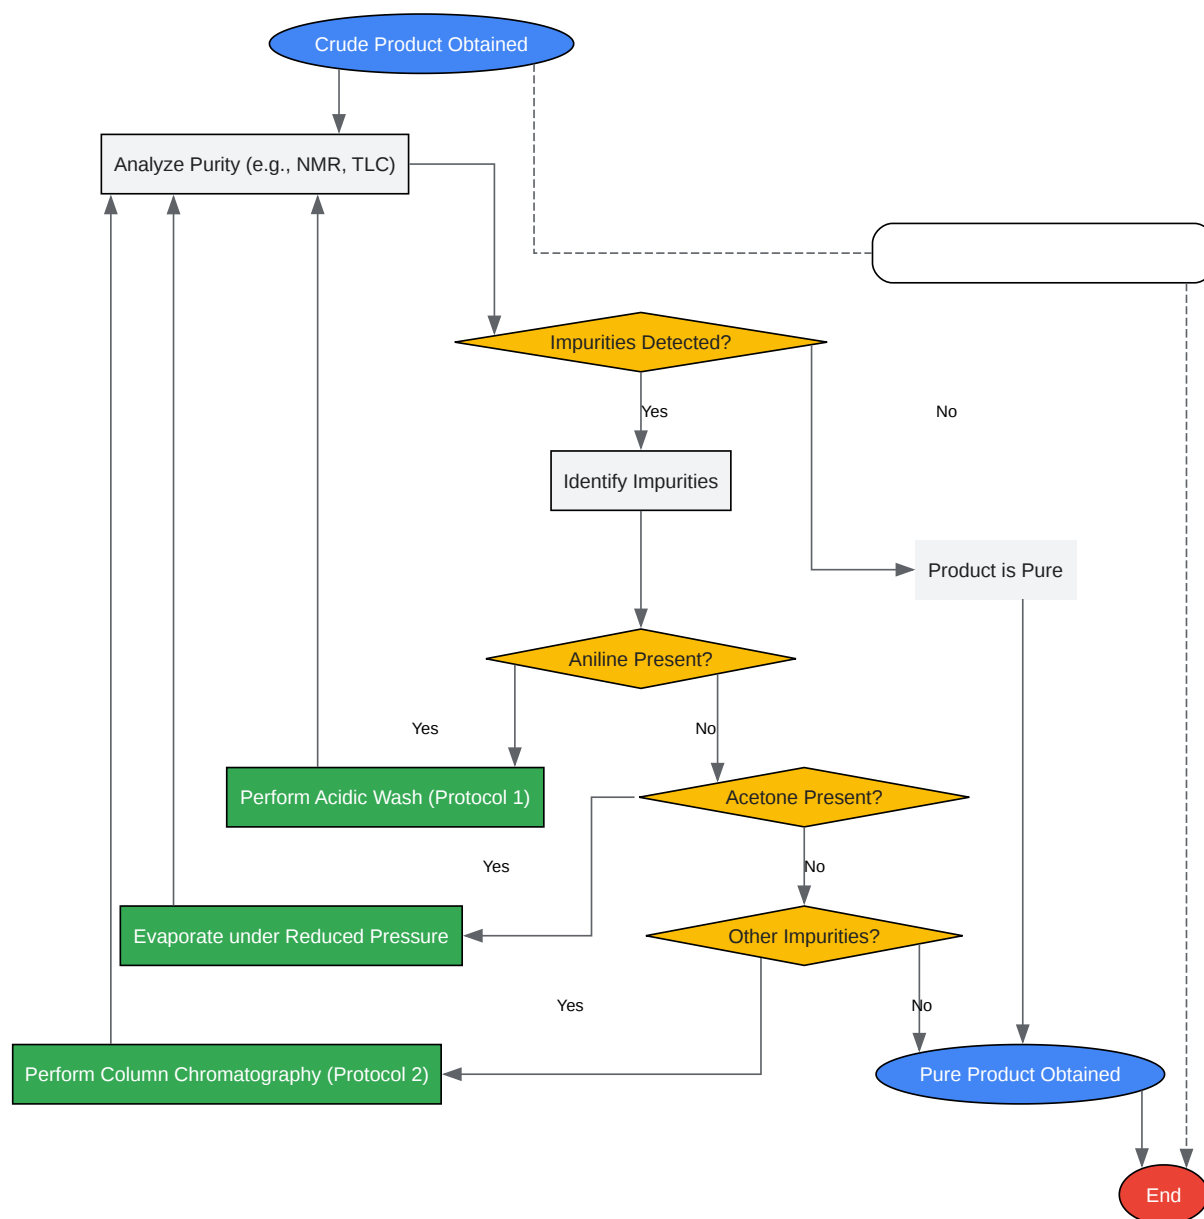 Crude Product Obtained
Analyze Purity (e.g., NMR, TLC)
Impurities Detected?
Yes
No
Identify Impurities
Product is Pure
Aniline Present?
Yes
No
Perform Acidic Wash (Protocol 1)
Acetone Present?
Yes
No
Evaporate under Reduced Pressure
Other Impurities?
Yes
No
Perform Column Chromatography (Protocol 2)
Pure Product Obtained
End